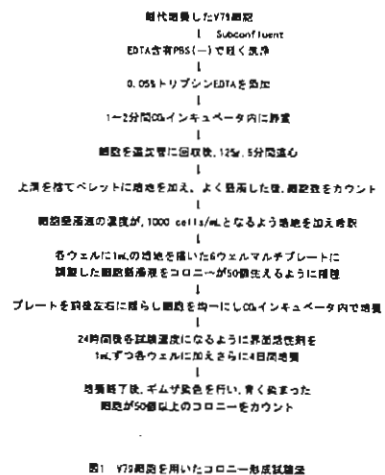 継代培養したV79細胞
↓ Subconfluent
EDTA含有PBS(-)で軽く洗浄
↓
0.05%トリプシンEDTAを添加
↓
1〜2分間CO₂インキュベータ内に静置
↓
細胞を遠沈管に回収後、125g、5分間遠心
↓
上清を捨てペレットに培地を加え、よく懸濁した後、細胞数をカウント
↓
細胞懸濁液の濃度が、1000 cells/mLとなるよう培地を加え希釈
↓
各ウェルに1mLの培地を播いた6ウェルマルチプレートに
調製した細胞懸濁液をコロニーが50個生えるように播種
↓
プレートを前後左右に揺らし細胞を均一にしCO₂インキュベータ内で培養
↓
24時間後各試験濃度になるように界面活性剤を
1mLずつ各ウェルに加えさらに4日間培養
↓
培養終了後、ギムザ染色を行い、青く染まった
細胞が50個以上のコロニーをカウント
図1 V79細胞を用いたコロニー形成試験法